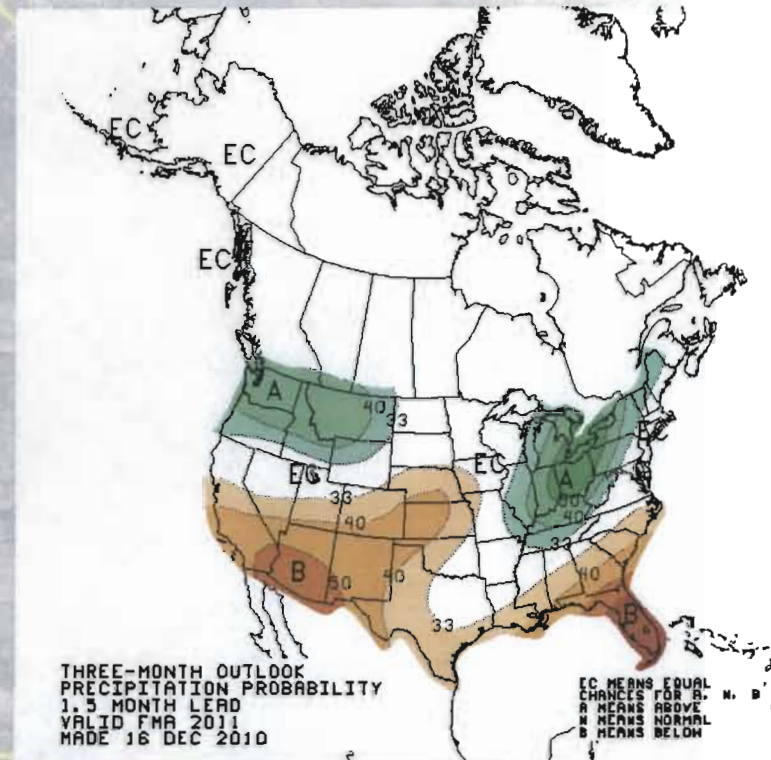 EC
EC
EC
A
40
33
EC
EC
EC
A
50
40
33
33
40
B
50
40
33
40
B
THREE-MONTH OUTLOOK
PRECIPITATION PROBABILITY
1.5 MONTH LEAD
VALID FMA 2011
MADE 16 DEC 2010
EC MEANS EQUAL
CHANCES FOR A, N, B
A MEANS ABOVE
N MEANS NORMAL
B MEANS BELOW